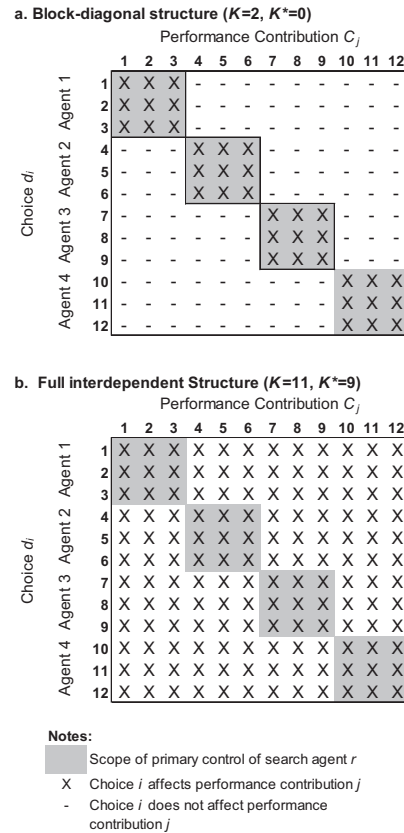 a. Block-diagonal structure (K=2, K*=0)
Performance Contribution Cj
1 2 3 4 5 6 7 8 9 10 11 12
Choice di
Agent 1
Agent 2
Agent 3
Agent 4
1 X X X - - - - - - - - -
2 X X X - - - - - - - - -
3 X X X - - - - - - - - -
4 - - - X X X - - - - - -
5 - - - X X X - - - - - -
6 - - - X X X - - - - - -
7 - - - - - - X X X - - -
8 - - - - - - X X X - - -
9 - - - - - - X X X - - -
10 - - - - - - - - - X X X
11 - - - - - - - - - X X X
12 - - - - - - - - - X X X
b. Full interdependent Structure (K=11, K*=9)
Performance Contribution Cj
1 2 3 4 5 6 7 8 9 10 11 12
Choice di
Agent 1
Agent 2
Agent 3
Agent 4
1 X X X X X X X X X X X X
2 X X X X X X X X X X X X
3 X X X X X X X X X X X X
4 X X X X X X X X X X X X
5 X X X X X X X X X X X X
6 X X X X X X X X X X X X
7 X X X X X X X X X X X X
8 X X X X X X X X X X X X
9 X X X X X X X X X X X X
10 X X X X X X X X X X X X
11 X X X X X X X X X X X X
12 X X X X X X X X X X X X
Notes:
Scope of primary control of search agent r
X Choice i affects performance contribution j
- Choice i does not affect performance
contribution j